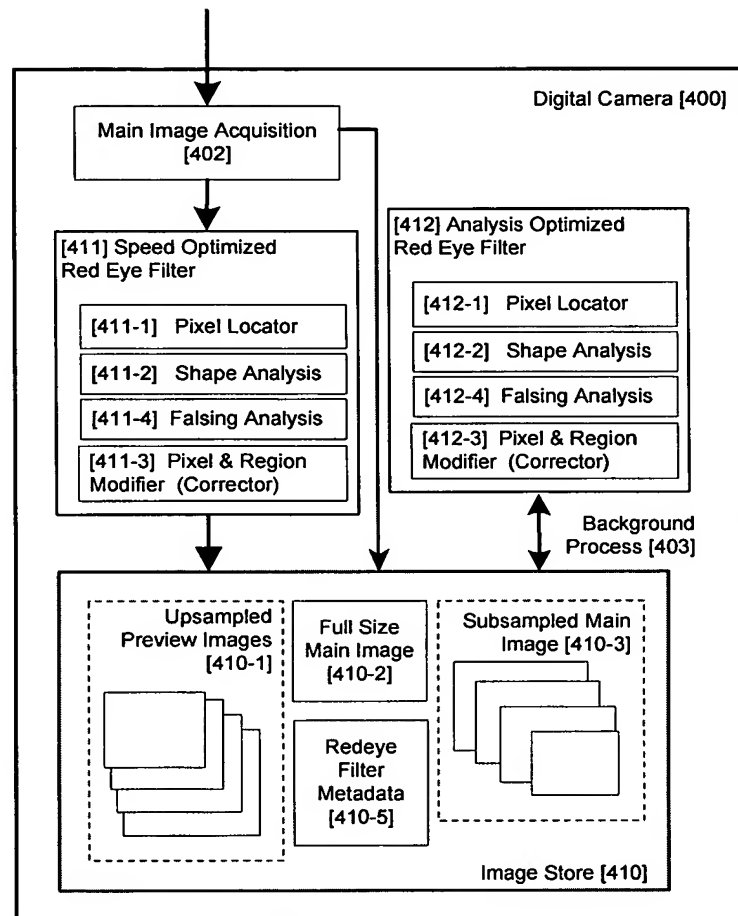 Digital Camera [400]
Main Image Acquisition
[402]
[411] Speed Optimized
Red Eye Filter
[411-1] Pixel Locator
[411-2] Shape Analysis
[411-4] Falsing Analysis
[411-3] Pixel & Region
Modifier (Corrector)
[412] Analysis Optimized
Red Eye Filter
[412-1] Pixel Locator
[412-2] Shape Analysis
[412-4] Falsing Analysis
[412-3] Pixel & Region
Modifier (Corrector)
Background
Process [403]
Upsampled
Preview Images
[410-1]
Full Size
Main Image
[410-2]
Subsampled Main
Image [410-3]
Redeye
Filter
Metadata
[410-5]
Image Store [410]